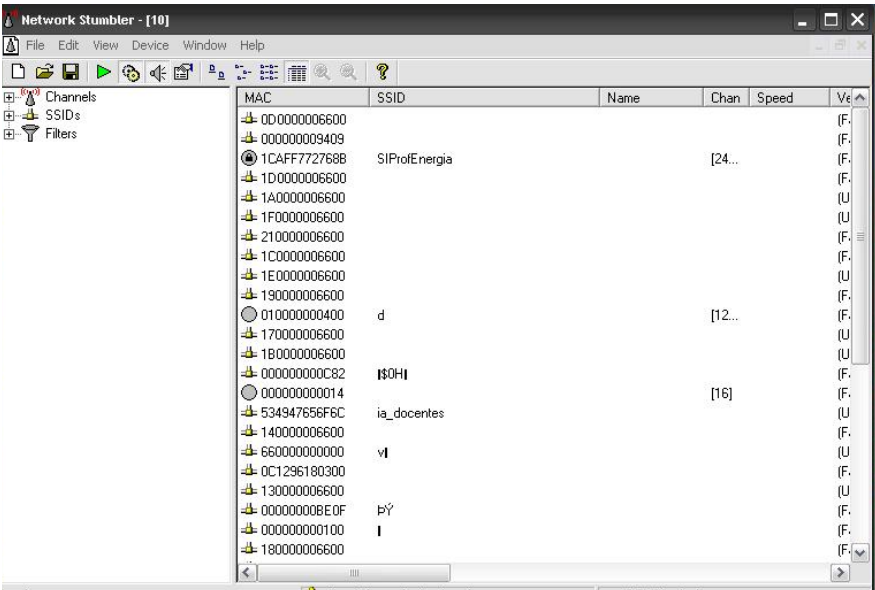 Network Stumbler - [10]
File Edit View Device Window Help
Channels
SSIDs
Filters
MAC SSID Name Chan Speed Ve
0D0000006600 (F
000000009409 (F
1CAFF772768B SIProfEnergia [24... (F
1D0000006600 (F
1A0000006600 (U
1F0000006600 (U
210000006600 (F
1C0000006600 (F
1E0000006600 (U
190000006600 (F
010000000400 d [12... (F
170000006600 (U
1B0000006600 (U
000000000C82 $0H (F
000000000014 [16] (F
534947656F6C ia_docentes (U
140000006600 (F
660000000000 v (U
0C1296180300 (F
130000006600 (U
00000000BE0F ÞÝ (F
000000000100 (F
180000006600 (F